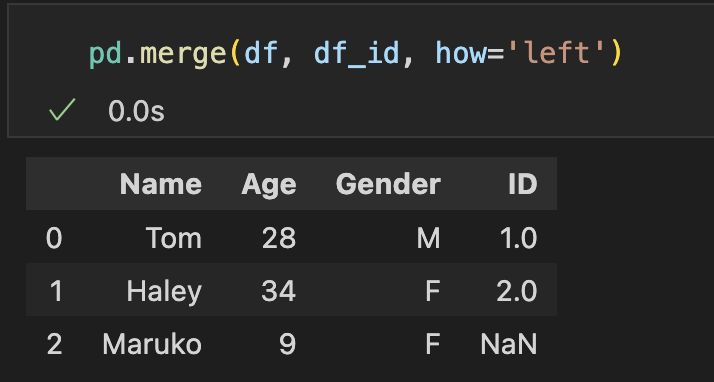 pd.merge(df, df_id, how='left')
✓ 0.0s
Name Age Gender ID
0 Tom 28 M 1.0
1 Haley 34 F 2.0
2 Maruko 9 F NaN